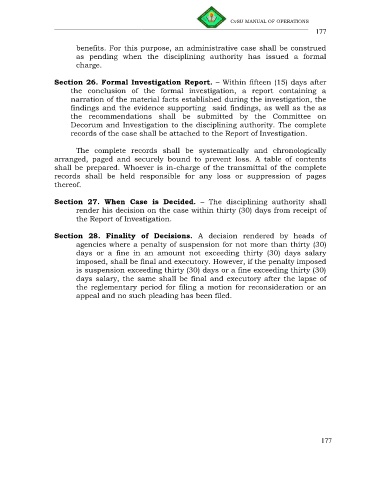 CvSU MANUAL OF OPERATIONS
177
benefits. For this purpose, an administrative case shall be construed
as pending when the disciplining authority has issued a formal
charge.
Section 26. Formal Investigation Report. – Within fifteen (15) days after
the conclusion of the formal investigation, a report containing a
narration of the material facts established during the investigation, the
findings and the evidence supporting said findings, as well as the as
the recommendations shall be submitted by the Committee on
Decorum and Investigation to the disciplining authority. The complete
records of the case shall be attached to the Report of Investigation.
The complete records shall be systematically and chronologically
arranged, paged and securely bound to prevent loss. A table of contents
shall be prepared. Whoever is in-charge of the transmittal of the complete
records shall be held responsible for any loss or suppression of pages
thereof.
Section 27. When Case is Decided. – The disciplining authority shall
render his decision on the case within thirty (30) days from receipt of
the Report of Investigation.
Section 28. Finality of Decisions. A decision rendered by heads of
agencies where a penalty of suspension for not more than thirty (30)
days or a fine in an amount not exceeding thirty (30) days salary
imposed, shall be final and executory. However, if the penalty imposed
is suspension exceeding thirty (30) days or a fine exceeding thirty (30)
days salary, the same shall be final and executory after the lapse of
the reglementary period for filing a motion for reconsideration or an
appeal and no such pleading has been filed.
177